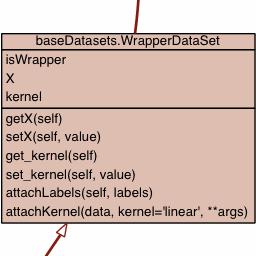 baseDatasets.WrapperDataSet
isWrapper
X
kernel
getX(self)
setX(self, value)
get_kernel(self)
set_kernel(self, value)
attachLabels(self, labels)
attachKernel(data, kernel='linear', **args)